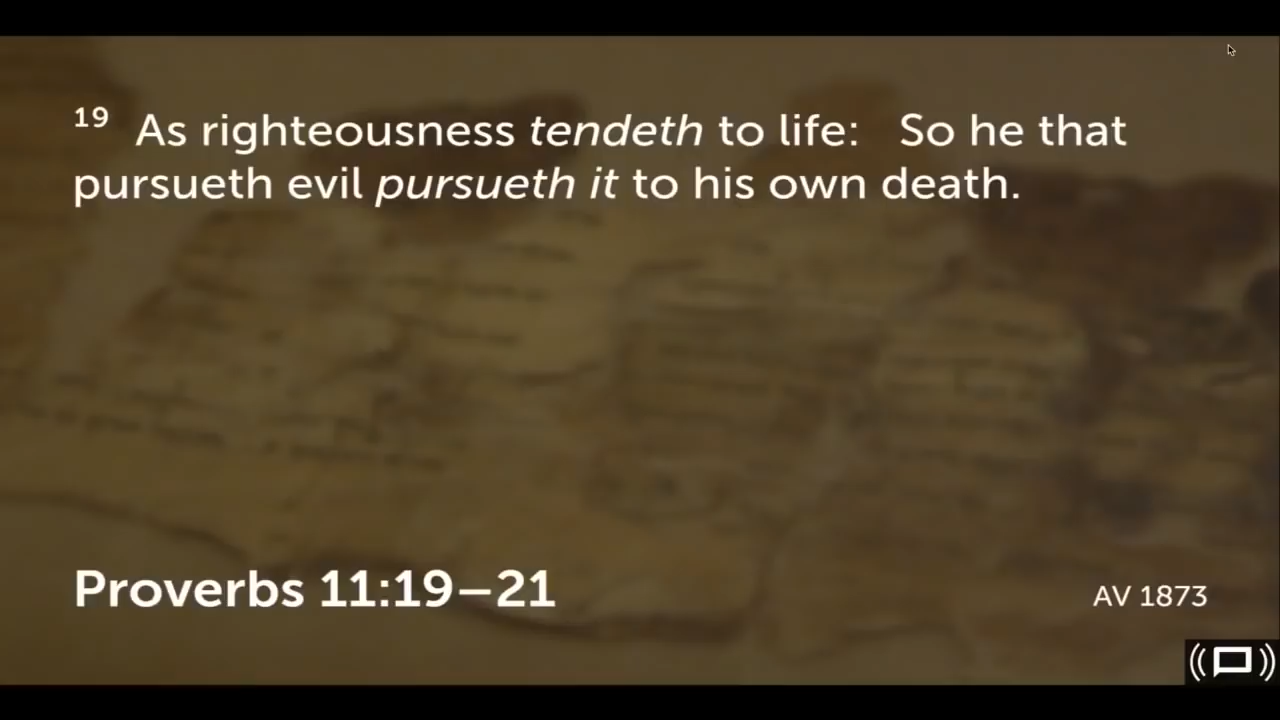 19 As righteousness tendeth to life: So he that
pursueth evil pursueth it to his own death.
Proverbs 11:19–21
AV 1873